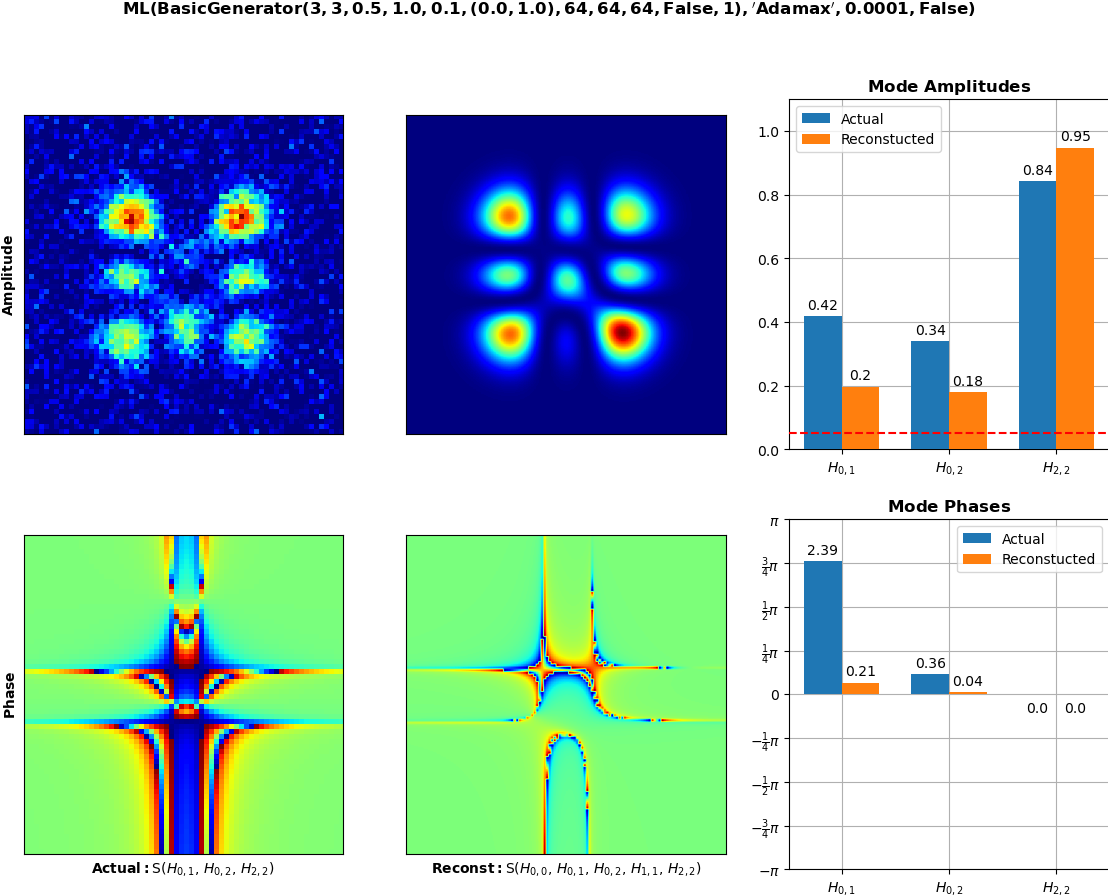 ML(BasicGenerator(3, 3, 0.5, 1.0, 0.1, (0.0, 1.0), 64, 64, 64, False, 1), ′Adamax′, 0.0001, False)
Amplitude
Mode Amplitudes
Actual
Reconstucted
1.0
0.8
0.6
0.4
0.2
0.0
0.42
0.2
0.34
0.18
0.84
0.95
H0,1
H0,2
H2,2
Phase
Actual: S(H0,1, H0,2, H2,2)
Reconst: S(H0,0, H0,1, H0,2, H1,1, H2,2)
Mode Phases
Actual
Reconstucted
π
3/4π
1/2π
1/4π
0
−1/4π
−1/2π
−3/4π
−π
2.39
0.21
0.36
0.04
0.0
0.0
H0,1
H0,2
H2,2